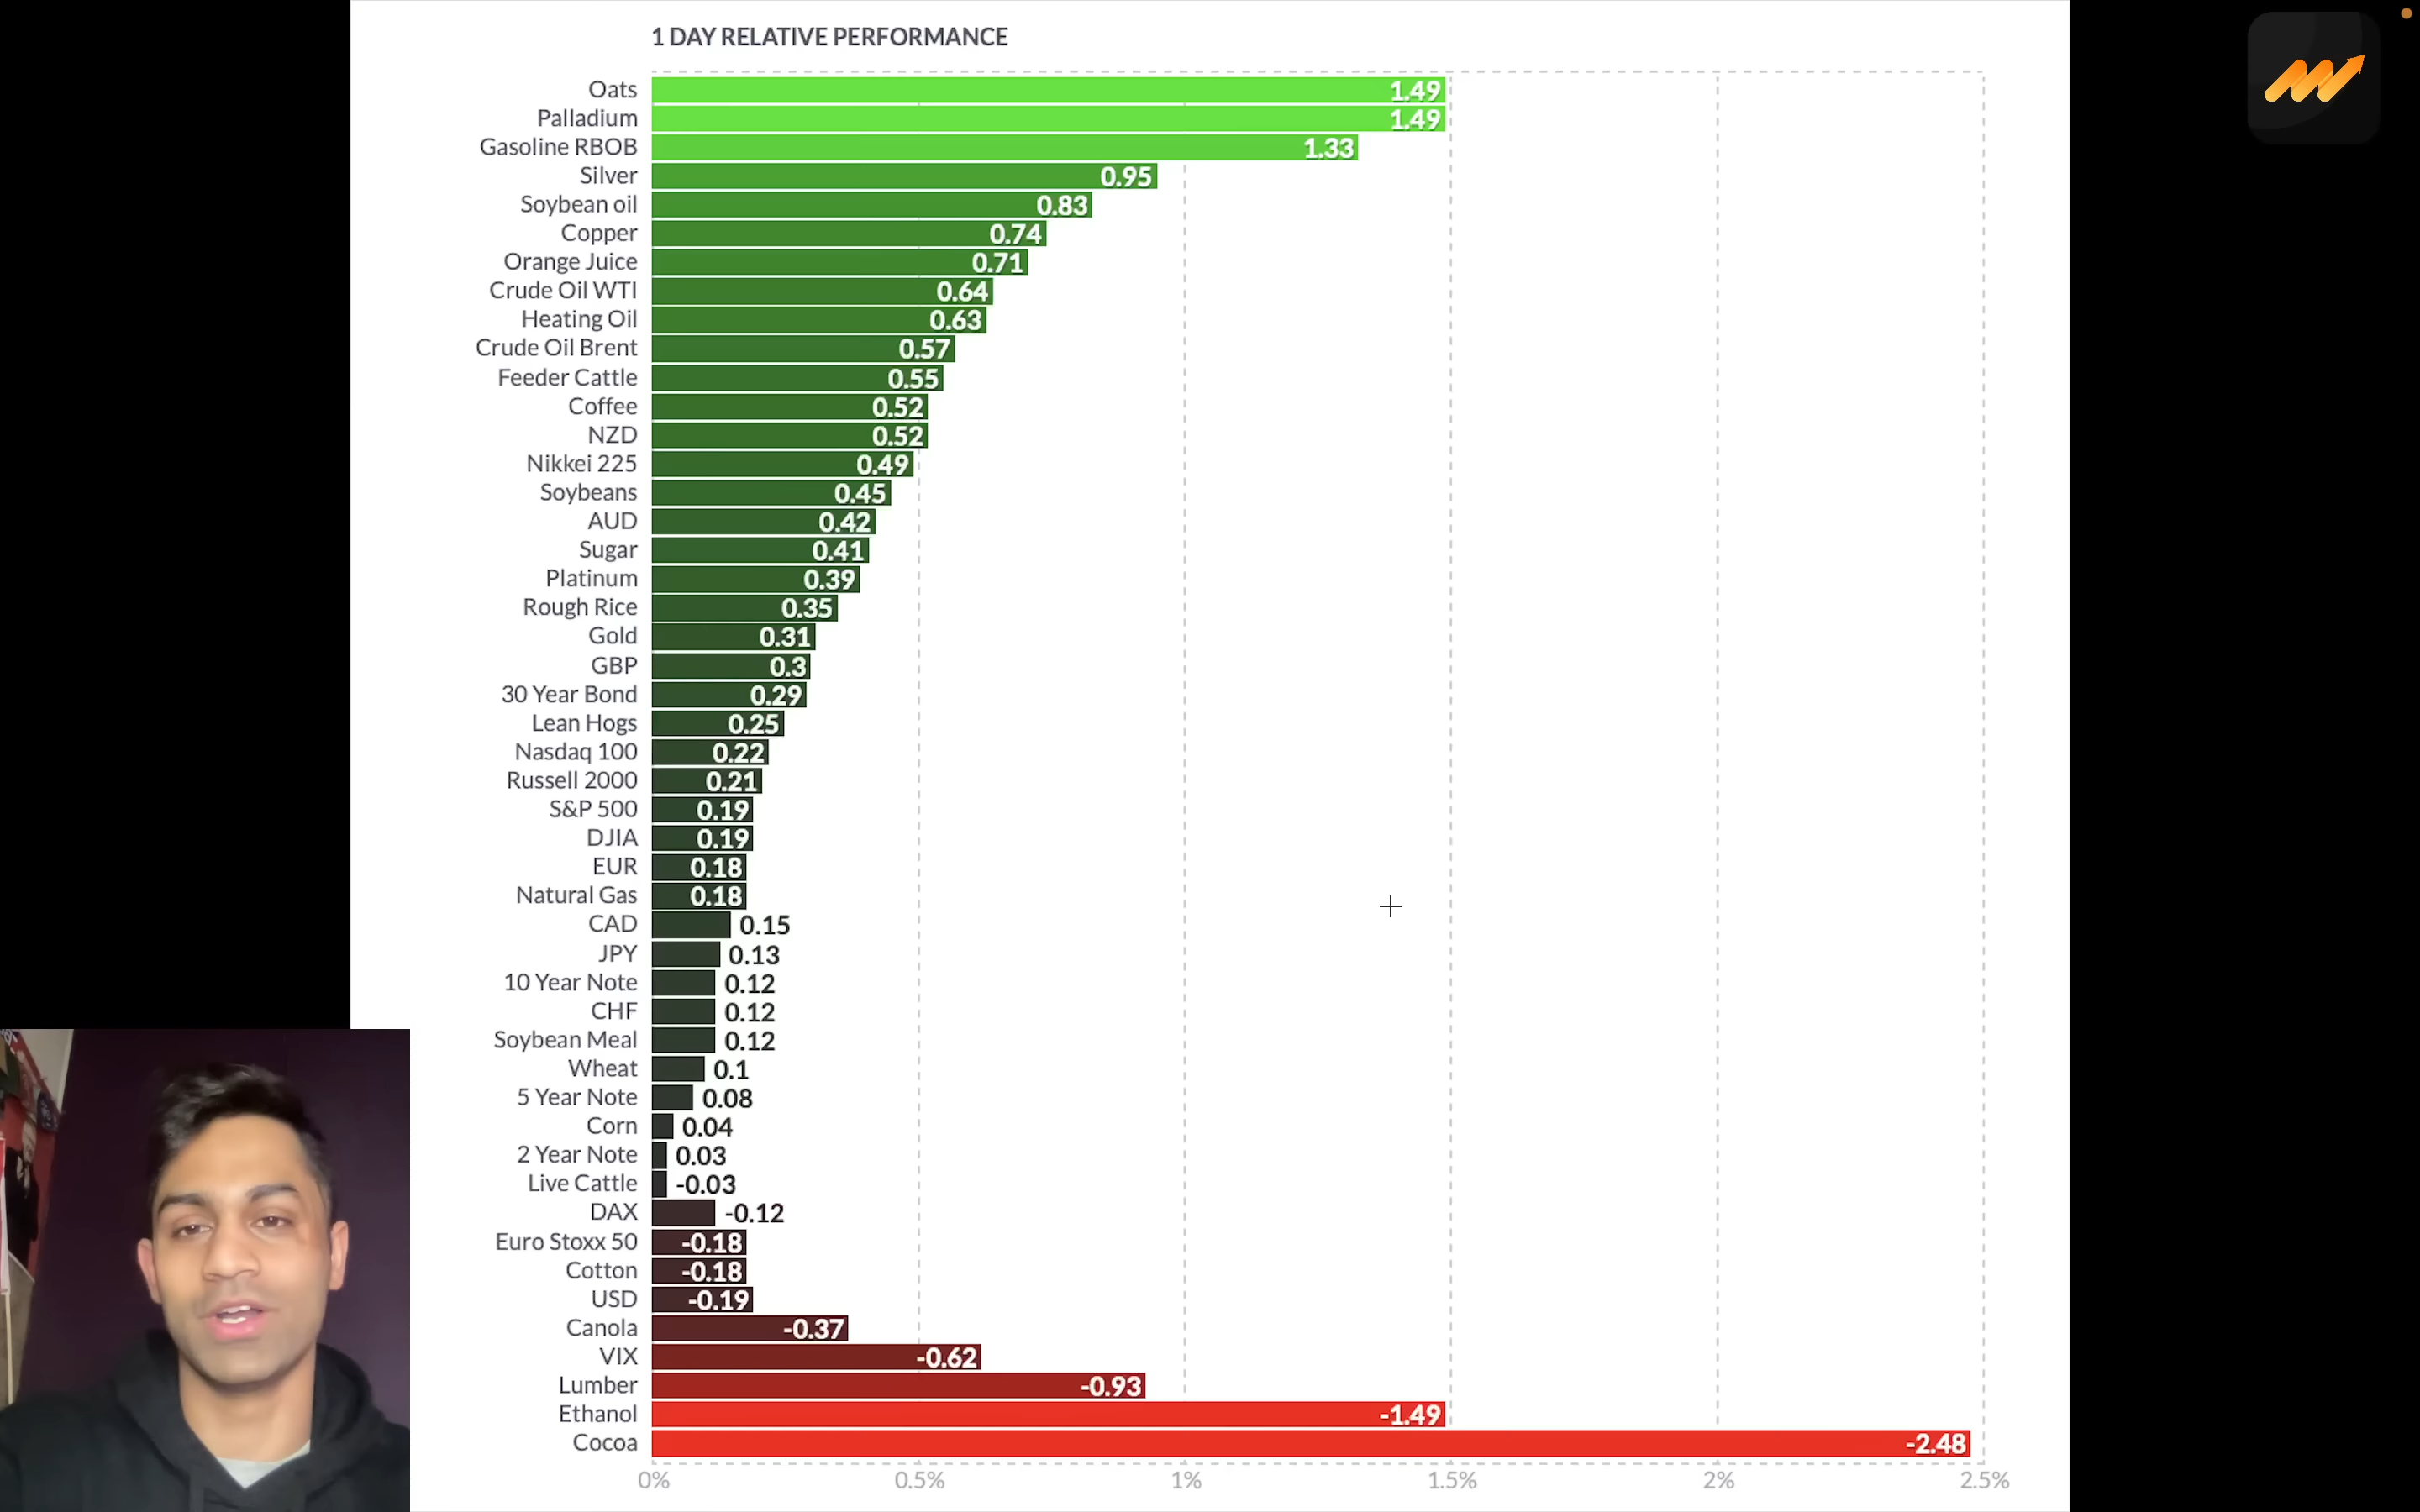 1 DAY RELATIVE PERFORMANCE
Oats 1.49
Palladium 1.49
Gasoline RBOB 1.33
Silver 0.95
Soybean oil 0.83
Copper 0.74
Orange Juice 0.71
Crude Oil WTI 0.64
Heating Oil 0.63
Crude Oil Brent 0.57
Feeder Cattle 0.55
Coffee 0.52
NZD 0.52
Nikkei 225 0.49
Soybeans 0.45
AUD 0.42
Sugar 0.41
Platinum 0.39
Rough Rice 0.35
Gold 0.31
GBP 0.3
30 Year Bond 0.29
Lean Hogs 0.25
Nasdaq 100 0.22
Russell 2000 0.21
S&P 500 0.19
DJIA 0.19
EUR 0.18
Natural Gas 0.18
CAD 0.15
JPY 0.13
10 Year Note 0.12
CHF 0.12
Soybean Meal 0.12
Wheat 0.1
5 Year Note 0.08
Corn 0.04
2 Year Note 0.03
Live Cattle -0.03
DAX -0.12
Euro Stoxx 50 -0.18
Cotton -0.18
USD -0.19
Canola -0.37
VIX -0.62
Lumber -0.93
Ethanol -1.49
Cocoa -2.48
0% 0.5% 1% 1.5% 2% 2.5%